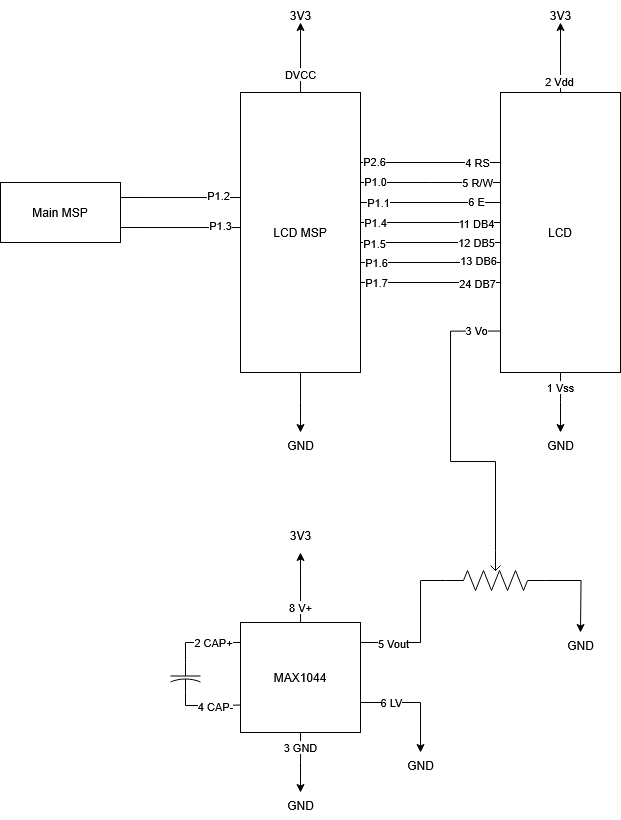 3V3
3V3
DVCC
2 Vdd
P2.6
4 RS
P1.0
5 R/W
P1.2
P1.1
6 E
Main MSP
P1.3
LCD MSP
P1.4
11 DB4
LCD
P1.5
12 DB5
P1.6
13 DB6
P1.7
24 DB7
3 Vo
1 Vss
GND
GND
3V3
8 V+
2 CAP+
5 Vout
GND
MAX1044
4 CAP-
6 LV
3 GND
GND
GND